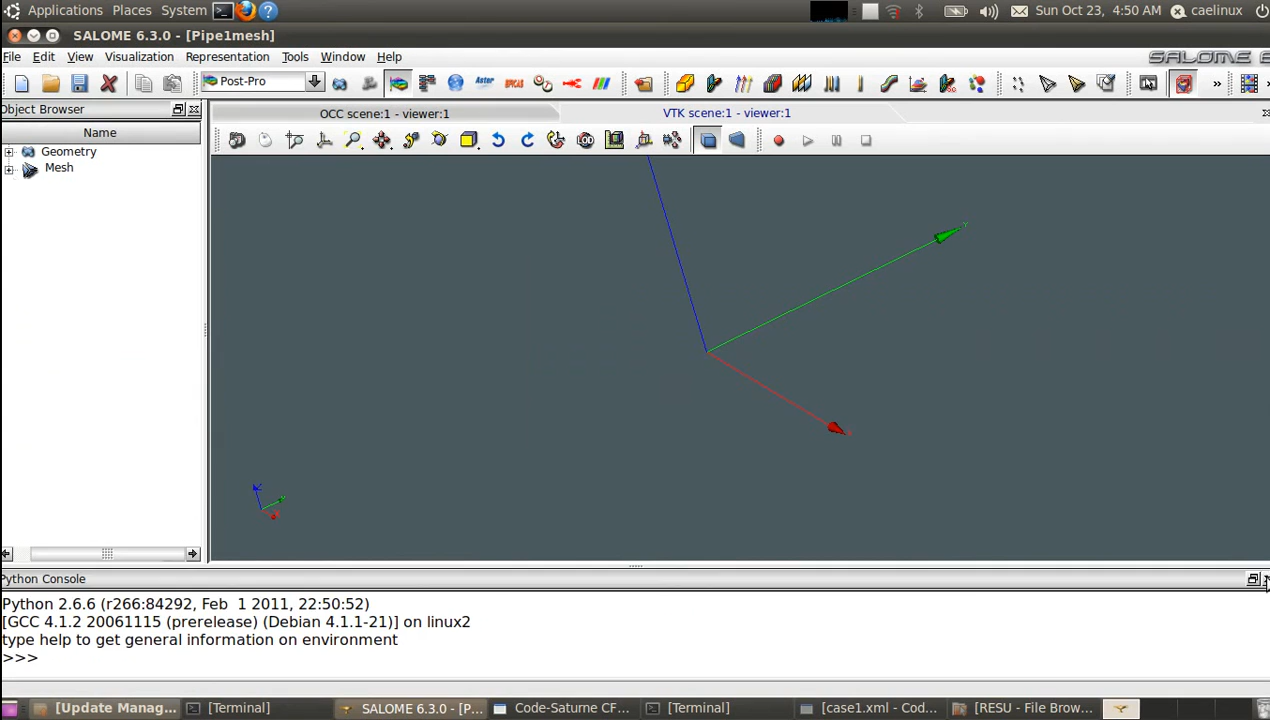 Applications Places System Sun Oct 23, 4:50 AM caelinux
SALOME 6.3.0 - [Pipe1mesh]
File Edit View Visualization Representation Tools Window Help SALOME
Post-Pro Aster »
Object Browser OCC scene:1 - viewer:1 VTK scene:1 - viewer:1
Name
Geometry
Mesh
Python Console
Python 2.6.6 (r266:84292, Feb 1 2011, 22:50:52)
[GCC 4.1.2 20061115 (prerelease) (Debian 4.1.1-21)] on linux2
type help to get general information on environment
>>>
[Update Manag... [Terminal] SALOME 6.3.0 - [P... Code-Saturne CF... [Terminal] [case1.xml - Cod... [RESU - File Brow...